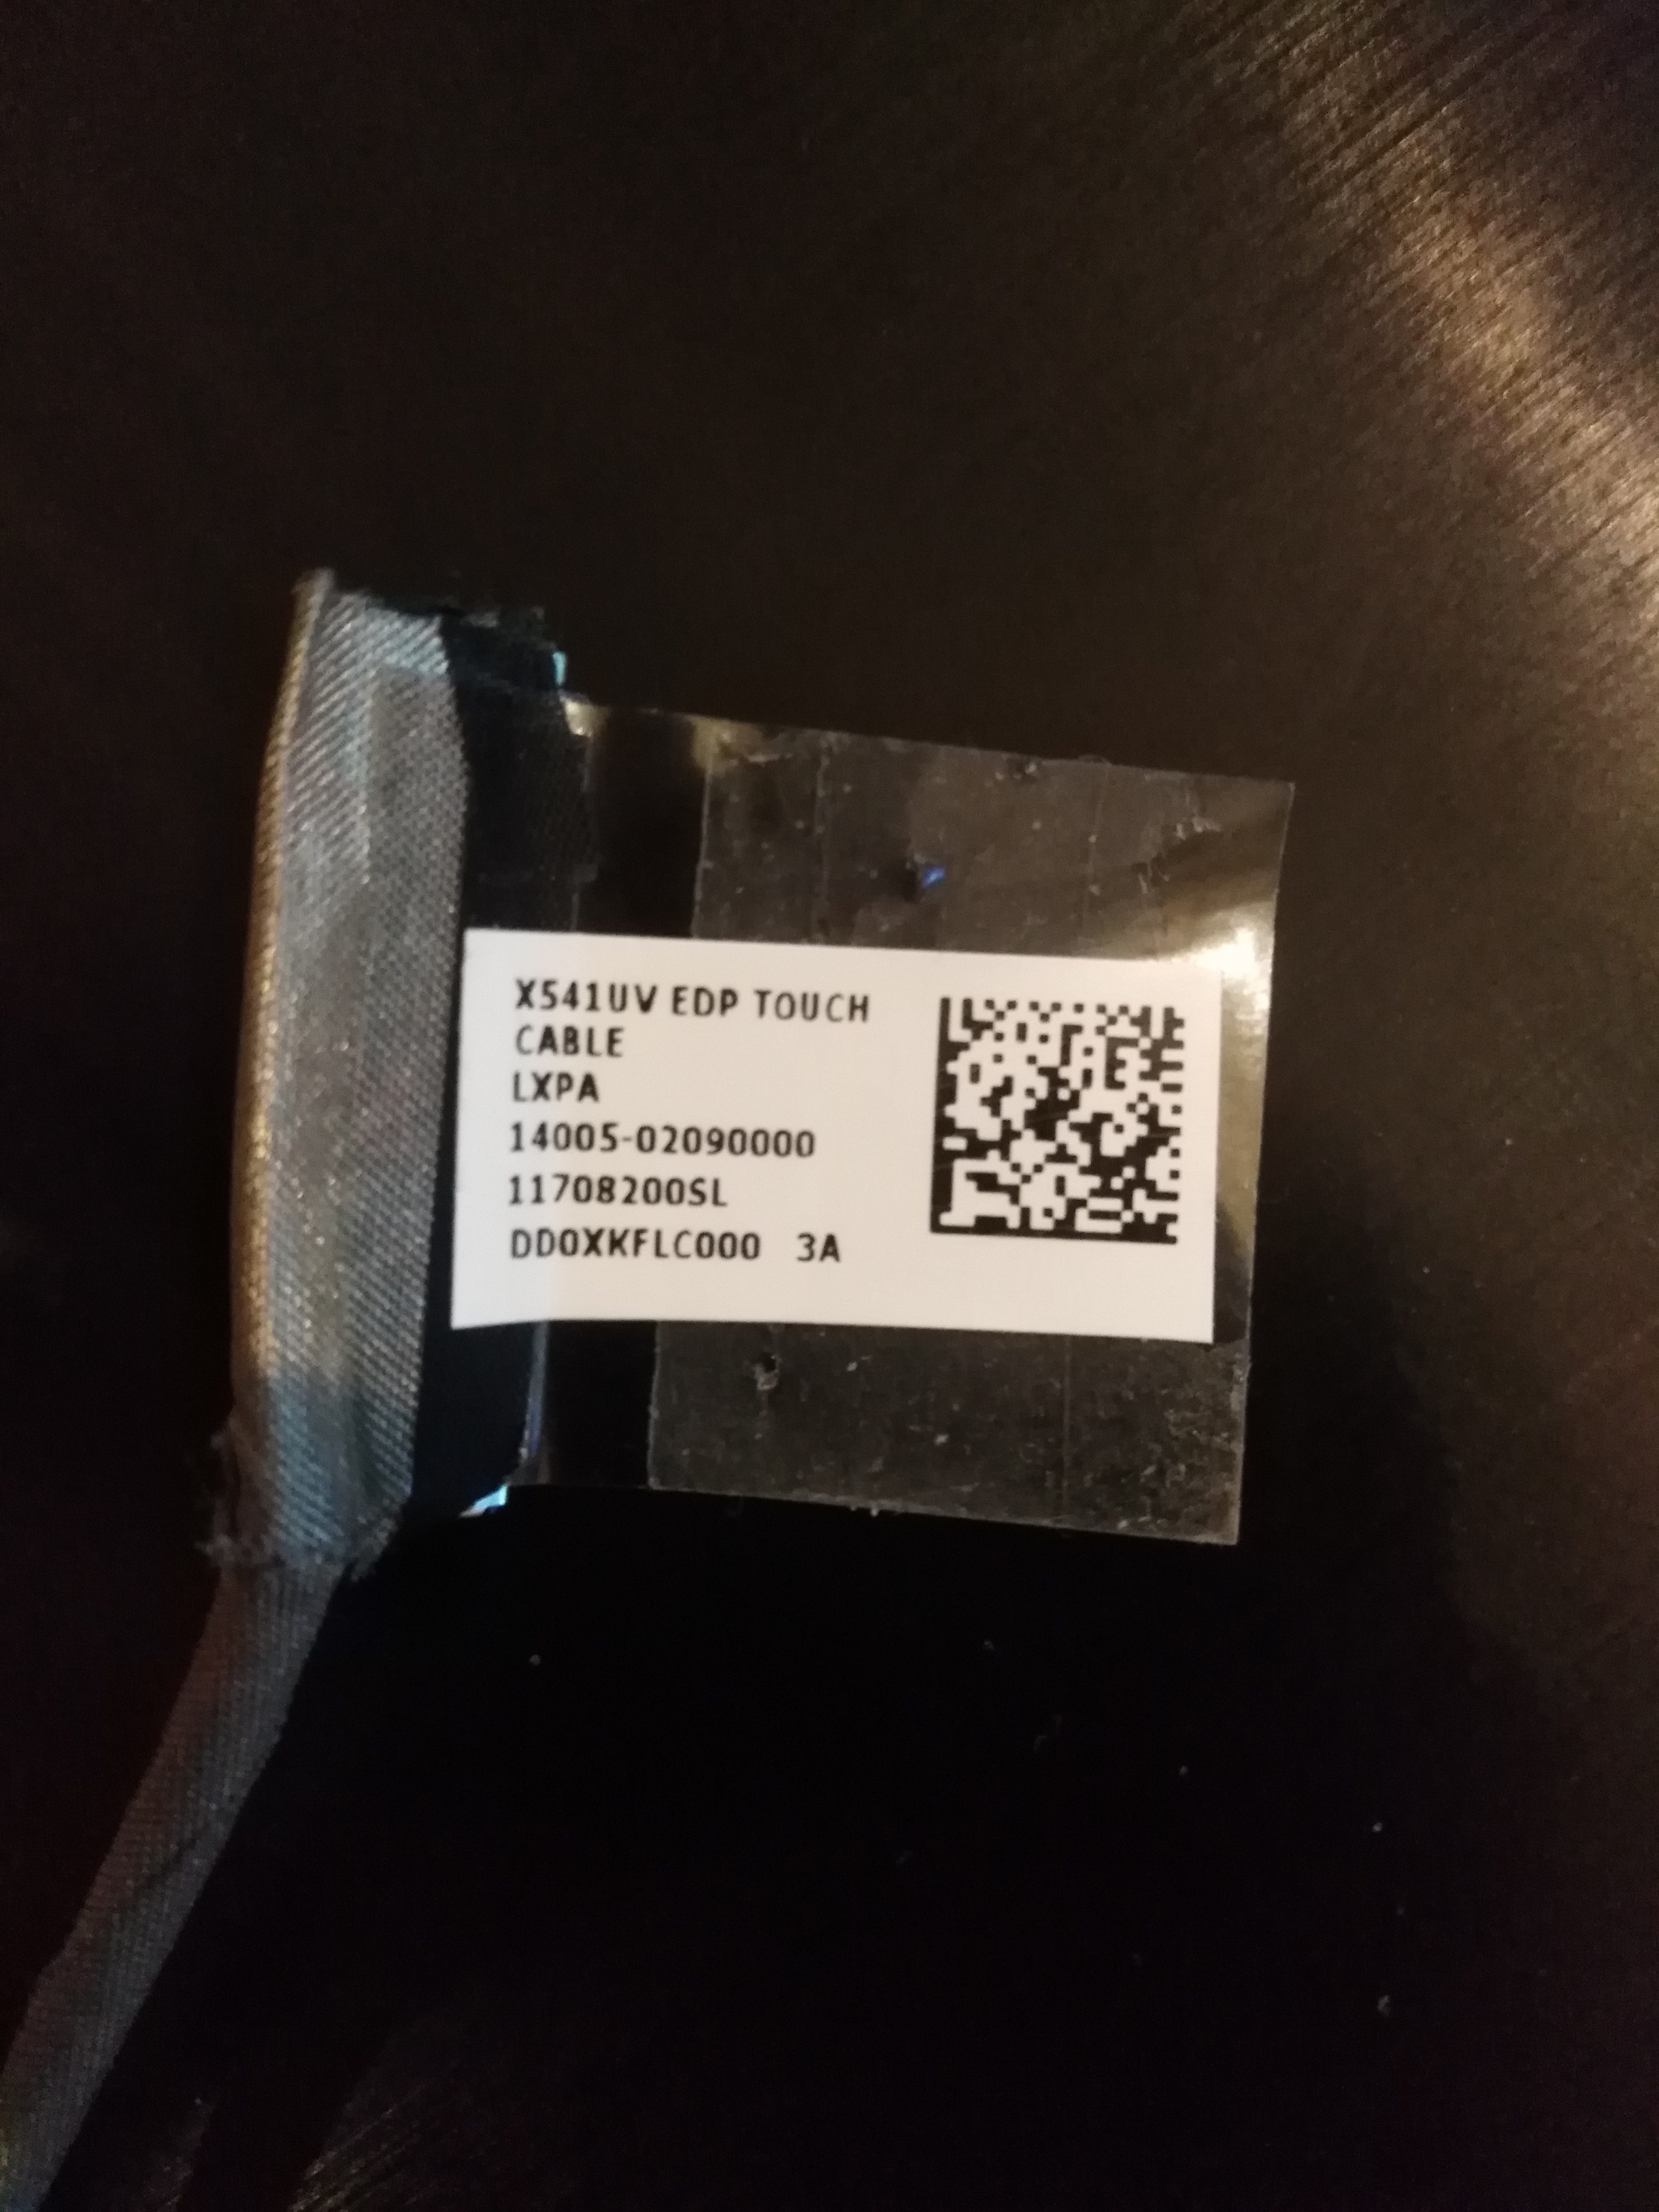 X541UV EDP TOUCH
CABLE
LXPA
14005-02090000
11708200SL
DD0XKFLC000 3A